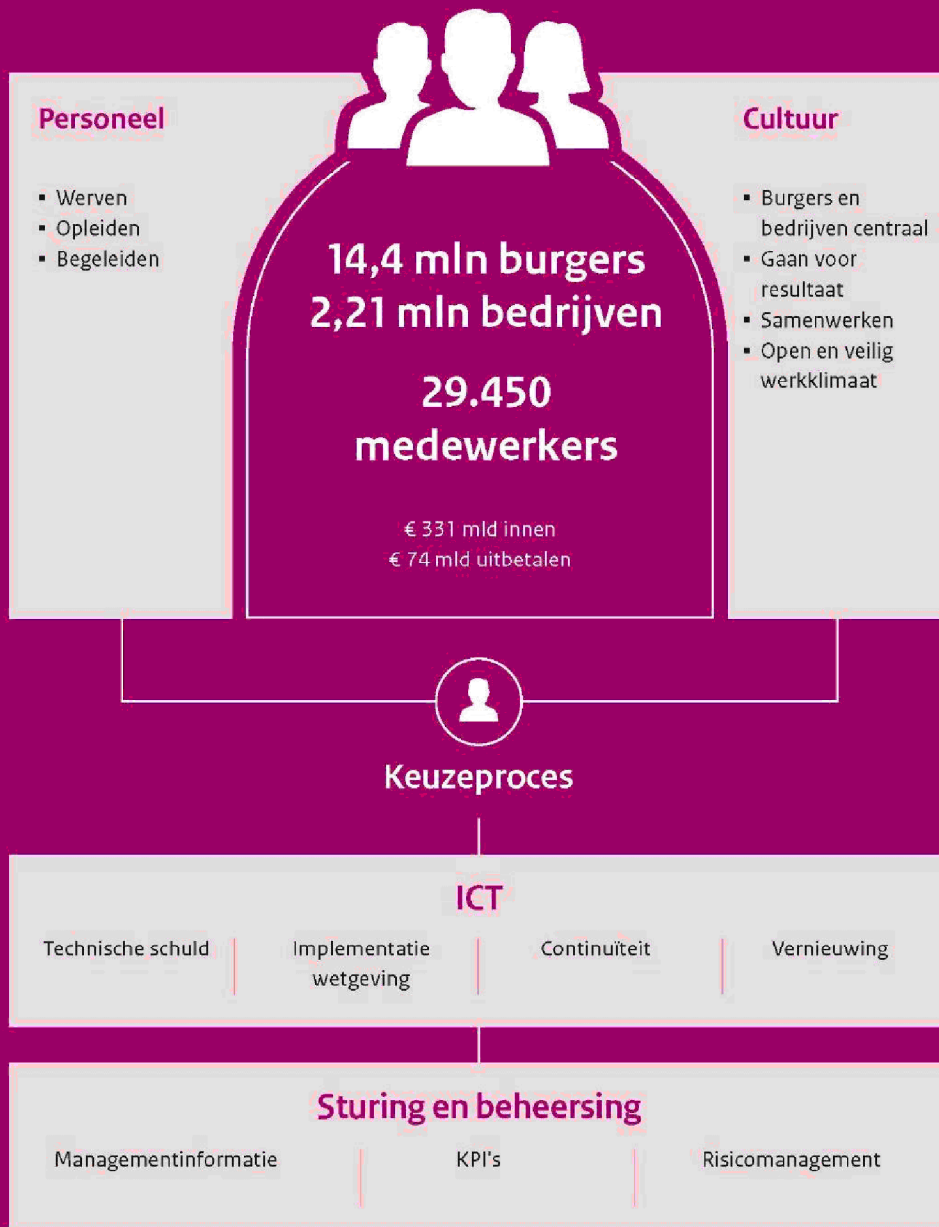 Personeel
▪ Werven
▪ Opleiden
▪ Begeleiden
14,4 mln burgers
2,21 mln bedrijven
29.450
medewerkers
€ 331 mld innen
€ 74 mld uitbetalen
Cultuur
▪ Burgers en
bedrijven centraal
▪ Gaan voor
resultaat
▪ Samenwerken
▪ Open en veilig
werkklimaat
Keuzeproces
ICT
Technische schuld
Implementatie
wetgeving
Continuïteit
Vernieuwing
Sturing en beheersing
Managementinformatie
KPI's
Risicomanagement